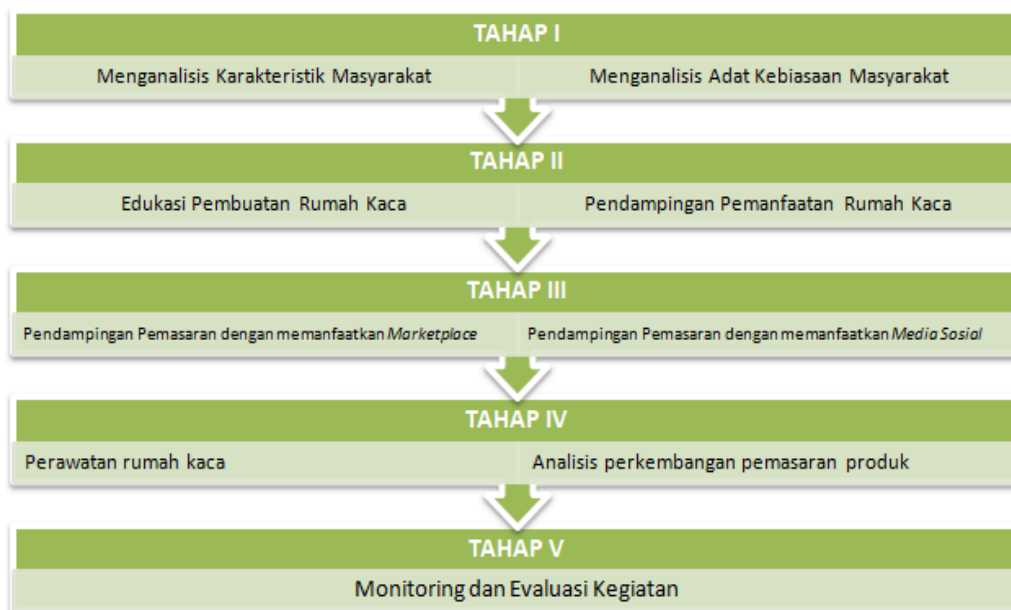 TAHAP I
Menganalisis Karakteristik Masyarakat
Menganalisis Adat Kebiasaan Masyarakat
TAHAP II
Edukasi Pembuatan Rumah Kaca
Pendampingan Pemanfaatan Rumah Kaca
TAHAP III
Pendampingan Pemasaran dengan memanfaatkan Marketplace
Pendampingan Pemasaran dengan memanfaatkan Media Sosial
TAHAP IV
Perawatan rumah kaca
Analisis perkembangan pemasaran produk
TAHAP V
Monitoring dan Evaluasi Kegiatan